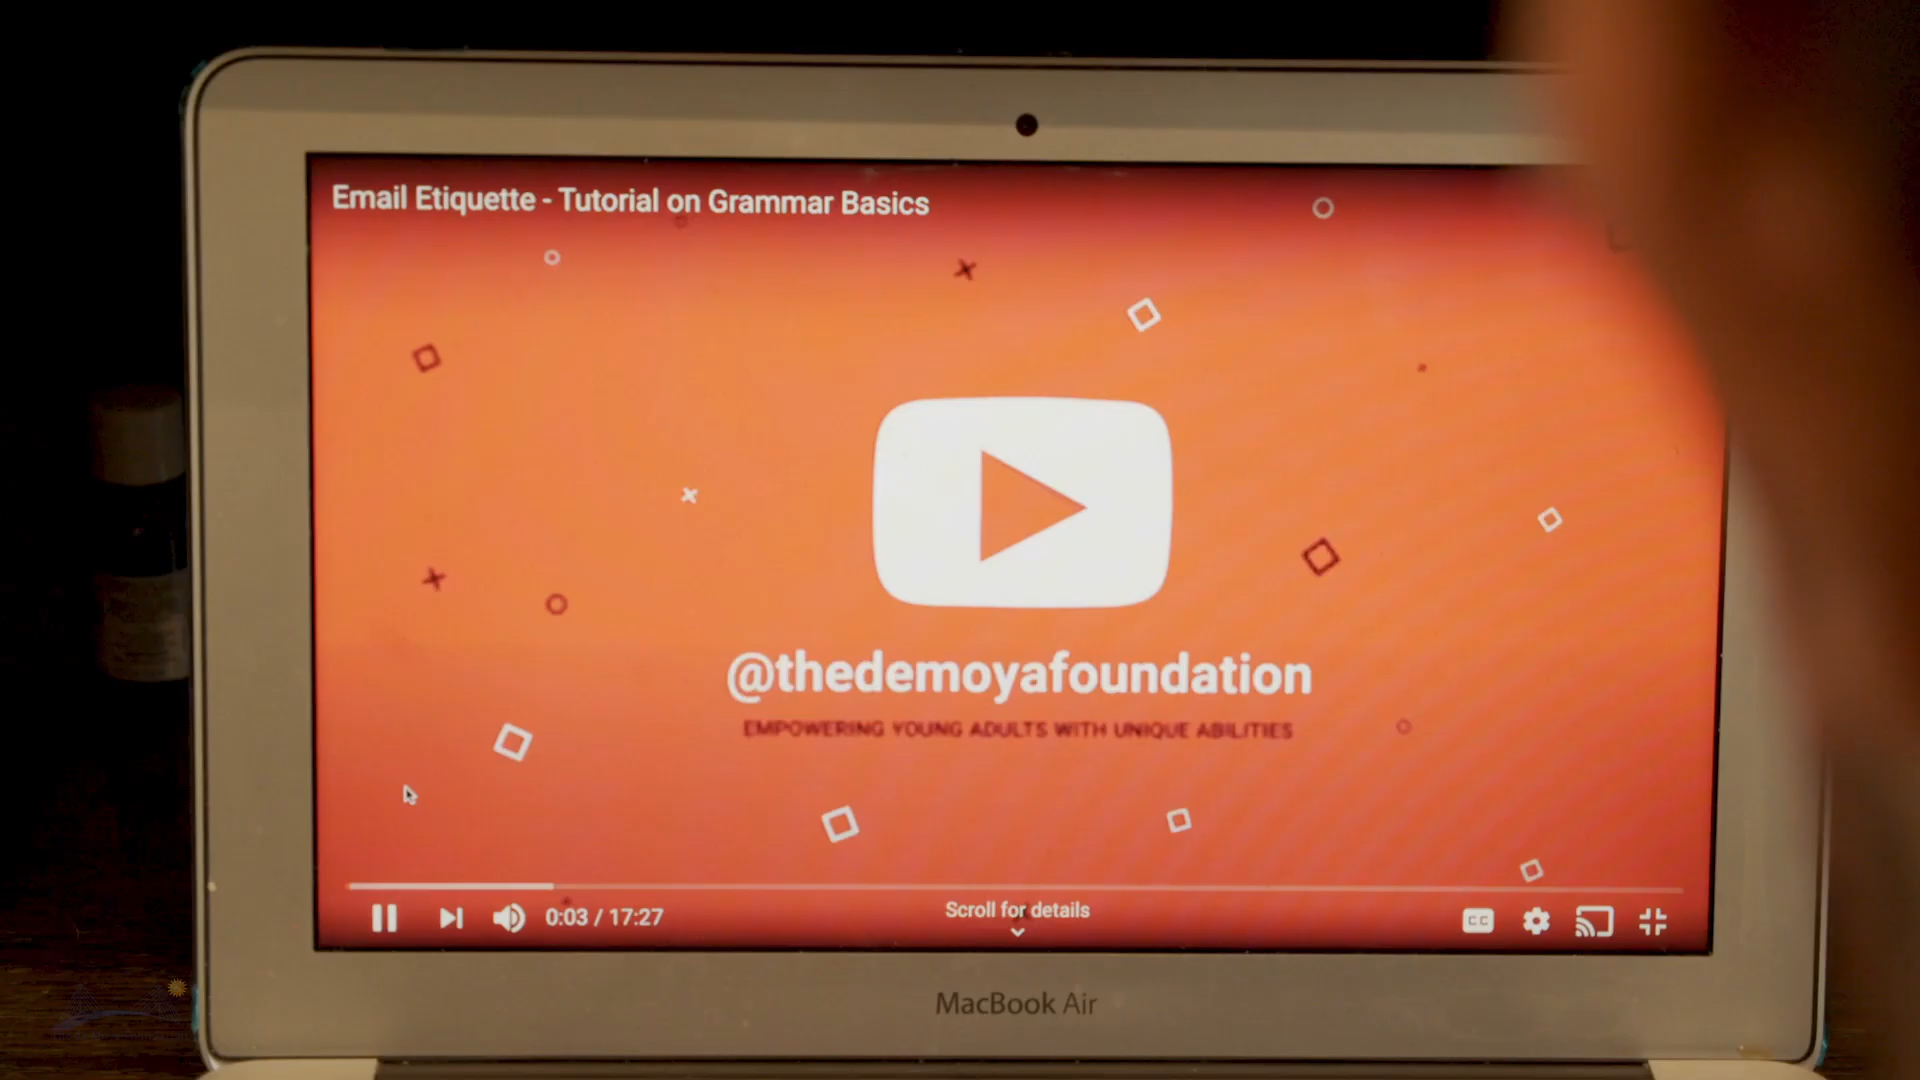 Email Etiquette - Tutorial on Grammar Basics
@thedemoyafoundation
EMPOWERING YOUNG ADULTS WITH UNIQUE ABILITIES
0:03 / 17:27
Scroll for details
CC
MacBook Air